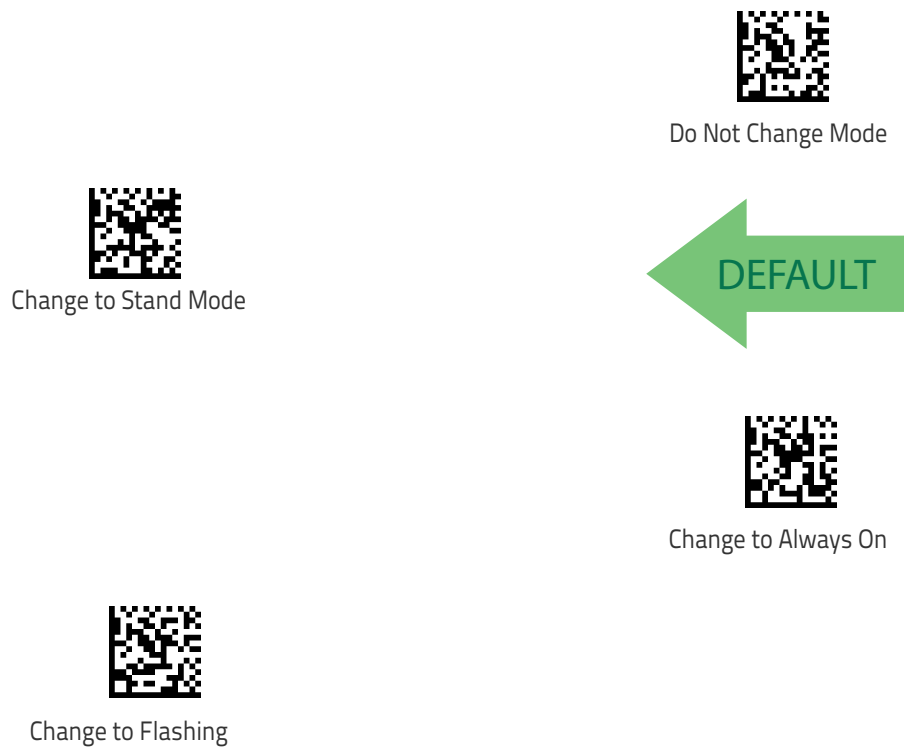 Do Not Change Mode
Change to Stand Mode
DEFAULT
Change to Always On
Change to Flashing